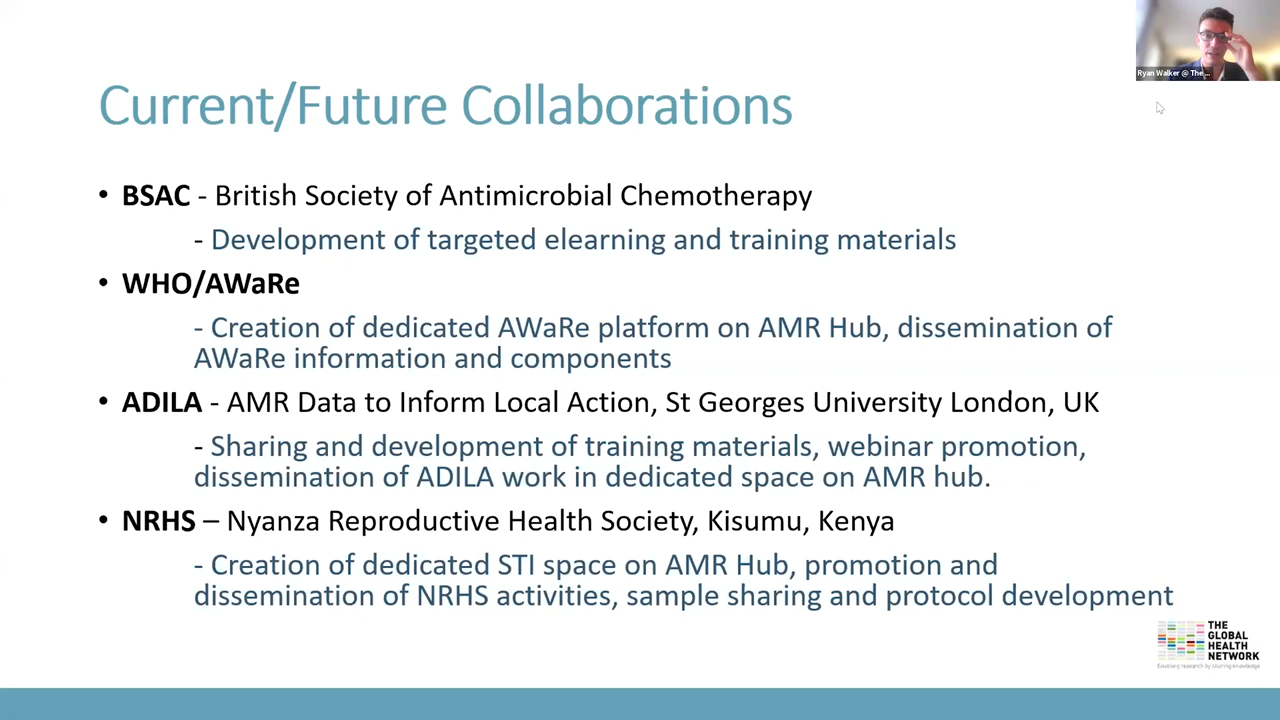 Ryan Walker @ The ...
Current/Future Collaborations
• BSAC - British Society of Antimicrobial Chemotherapy
- Development of targeted elearning and training materials
• WHO/AWaRe
- Creation of dedicated AWaRe platform on AMR Hub, dissemination of
AWaRe information and components
• ADILA - AMR Data to Inform Local Action, St Georges University London, UK
- Sharing and development of training materials, webinar promotion,
dissemination of ADILA work in dedicated space on AMR hub.
• NRHS – Nyanza Reproductive Health Society, Kisumu, Kenya
- Creation of dedicated STI space on AMR Hub, promotion and
dissemination of NRHS activities, sample sharing and protocol development
THE
GLOBAL
HEALTH
NETWORK
Enabling research by sharing knowledge